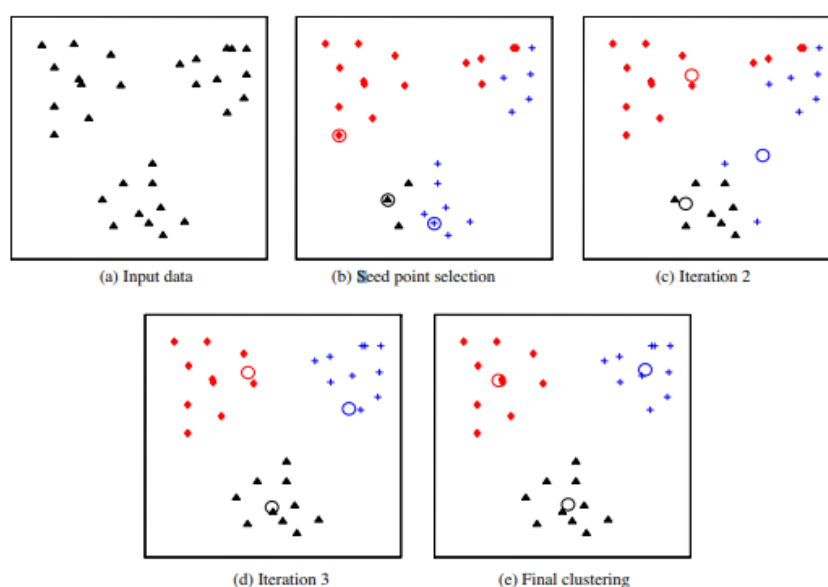 (a) Input data
(b) Seed point selection
(c) Iteration 2
(d) Iteration 3
(e) Final clustering